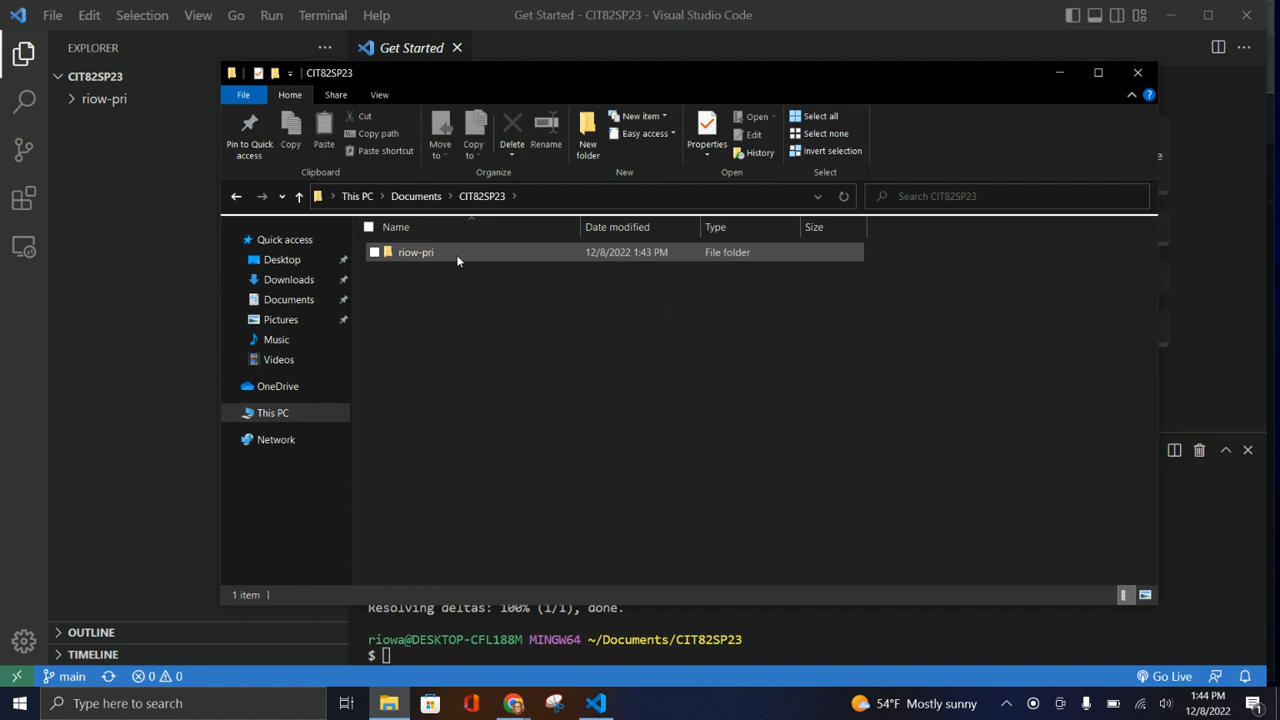 File Edit Selection View Go Run Terminal Help Get Started - CIT82SP23 - Visual Studio Code
EXPLORER
Get Started
CIT82SP23
riow-pri
CIT82SP23
File Home Share View
Pin to Quick access
Copy
Paste
Cut
Copy path
Paste shortcut
Clipboard
Move to
Copy to
Delete
Rename
Organize
New folder
New item
Easy access
New
Properties
Open
Edit
History
Open
Select all
Select none
Invert selection
Select
This PC Documents CIT82SP23
Search CIT82SP23
Name Date modified Type Size
riow-pri 12/8/2022 1:43 PM File folder
Quick access
Desktop
Downloads
Documents
Pictures
Music
Videos
OneDrive
This PC
Network
1 item
Resolving deltas: 100% (1/1), done.
riowa@DESKTOP-CFL188M MINGW64 ~/Documents/CIT82SP23
$
OUTLINE
TIMELINE
main 0 0 Go Live
Type here to search
54°F Mostly sunny
1:44 PM
12/8/2022
1